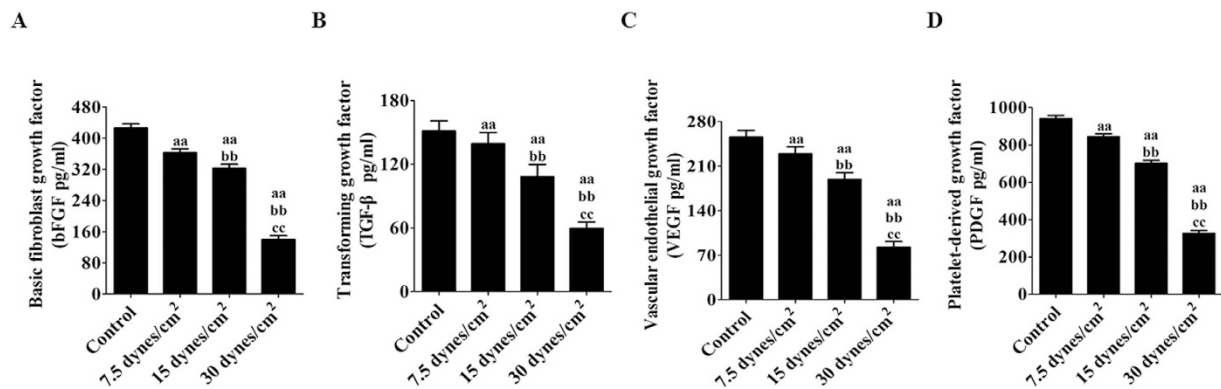 A
Basic fibroblast growth factor
(bFGF pg/ml)
480
400
320
240
160
80
0
aa
aa
bb
aa
bb
cc
Control
7.5 dynes/cm²
15 dynes/cm²
30 dynes/cm²
B
Transforming growth factor
(TGF-β pg/ml)
180
120
60
0
aa
aa
bb
aa
bb
cc
Control
7.5 dynes/cm²
15 dynes/cm²
30 dynes/cm²
C
Vascular endothelial growth factor
(VEGF pg/ml)
280
210
140
70
0
aa
aa
bb
aa
bb
cc
Control
7.5 dynes/cm²
15 dynes/cm²
30 dynes/cm²
D
Platelet-derived growth factor
(PDGF pg/ml)
1000
800
600
400
200
0
aa
aa
bb
aa
bb
cc
Control
7.5 dynes/cm²
15 dynes/cm²
30 dynes/cm²